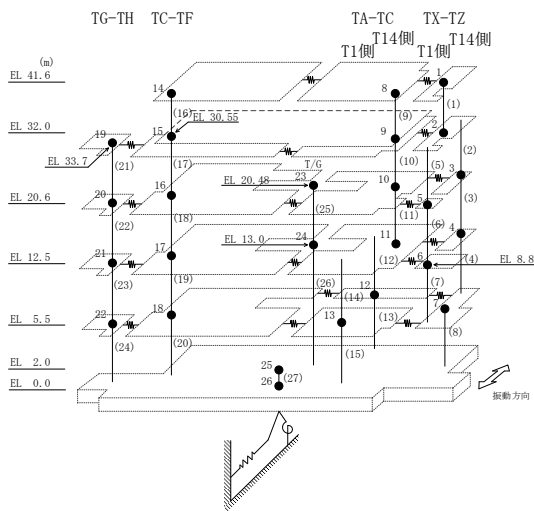 TG-TH TC-TF TA-TC TX-TZ
T14側 T14側
T1側 T1側
(m)
EL 41.6
14 8 1
(16) (9) (1)
EL 32.0
EL 30.55
19 15 9 2
EL 33.7
(21) (17) (10) (2)
T/G
EL 20.6
EL 20.48
20 16 23 10 (5) 3
5 (3)
(22) (18) (25) (11)
EL 12.5
EL 13.0
24 11 (6) 4
21 17 (12) 6 (4)
EL 8.8
(23) (19) (26) (14) 12 (7)
EL 5.5
22 18 13 (13) 7
(24) (20) (15) (8)
EL 2.0
25
26 (27)
EL 0.0
振動方向